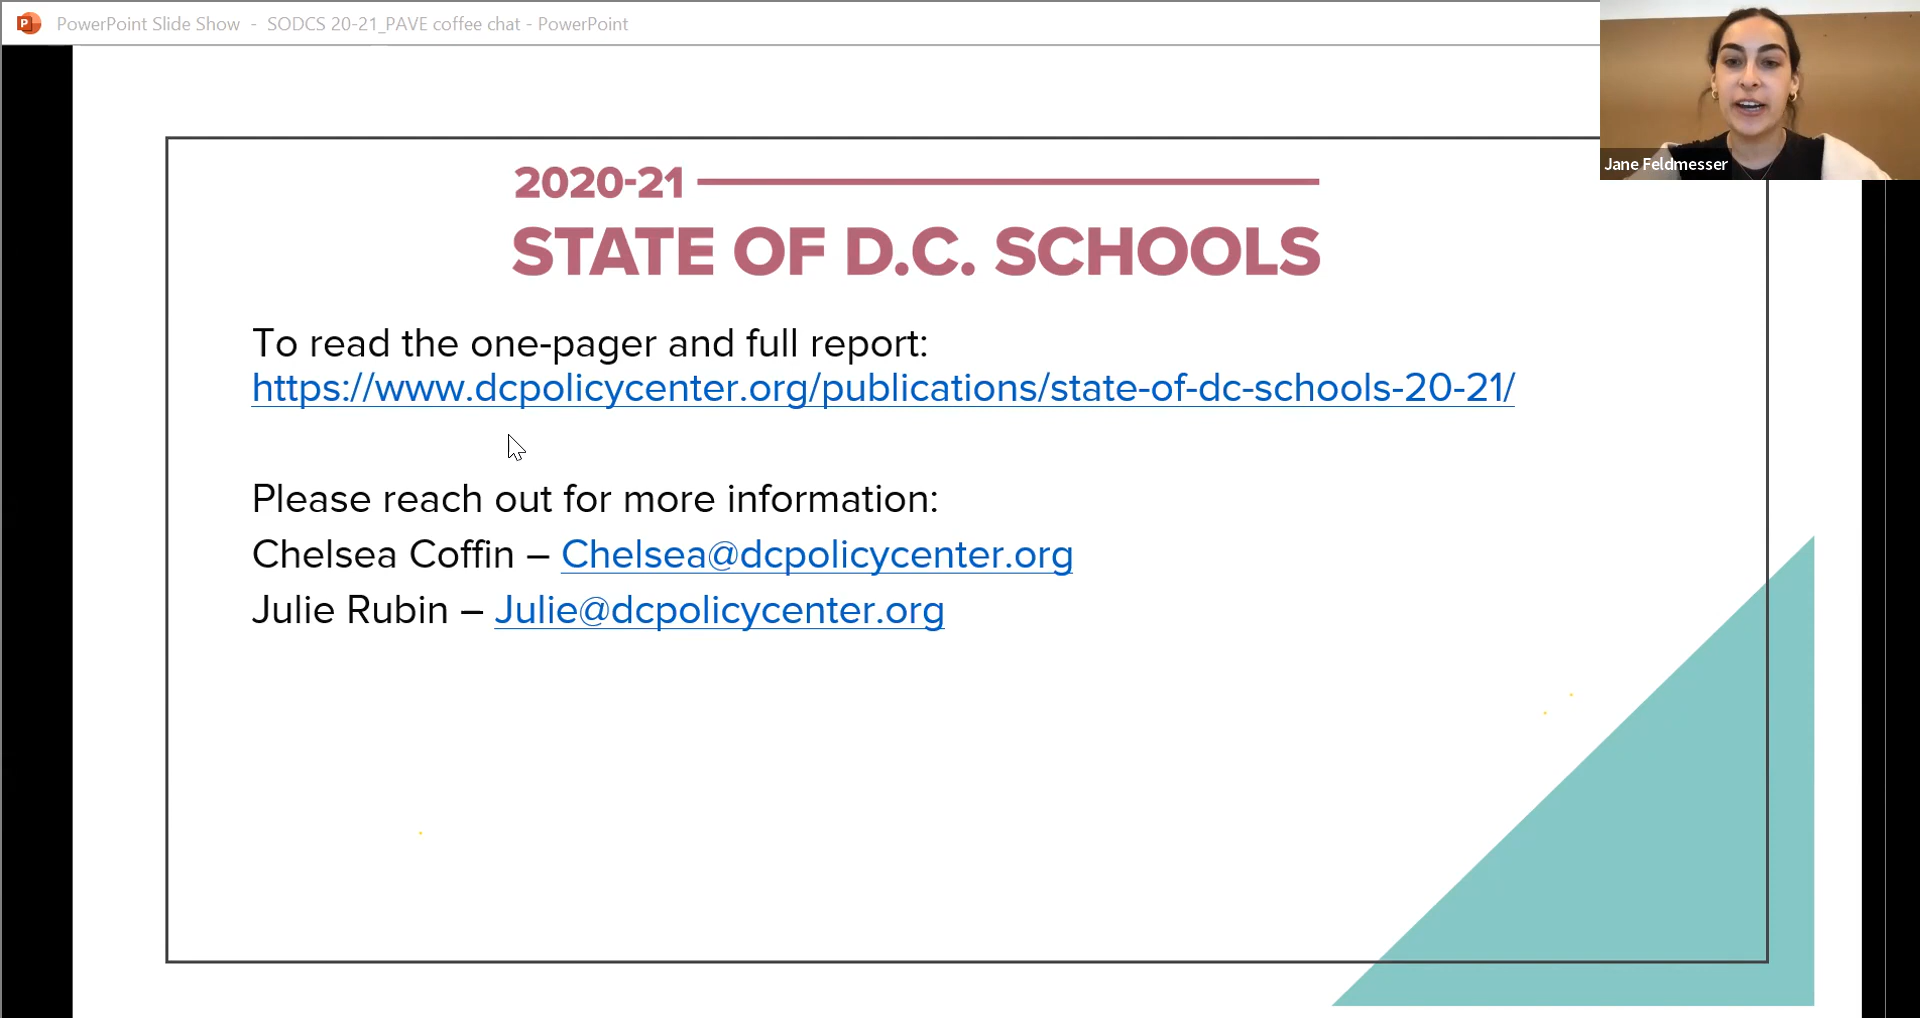 PowerPoint Slide Show - SODCS 20-21_PAVE coffee chat - PowerPoint
Jane Feldmesser
2020-21
STATE OF D.C. SCHOOLS
To read the one-pager and full report:
https://www.dcpolicycenter.org/publications/state-of-dc-schools-20-21/
Please reach out for more information:
Chelsea Coffin – Chelsea@dcpolicycenter.org
Julie Rubin – Julie@dcpolicycenter.org